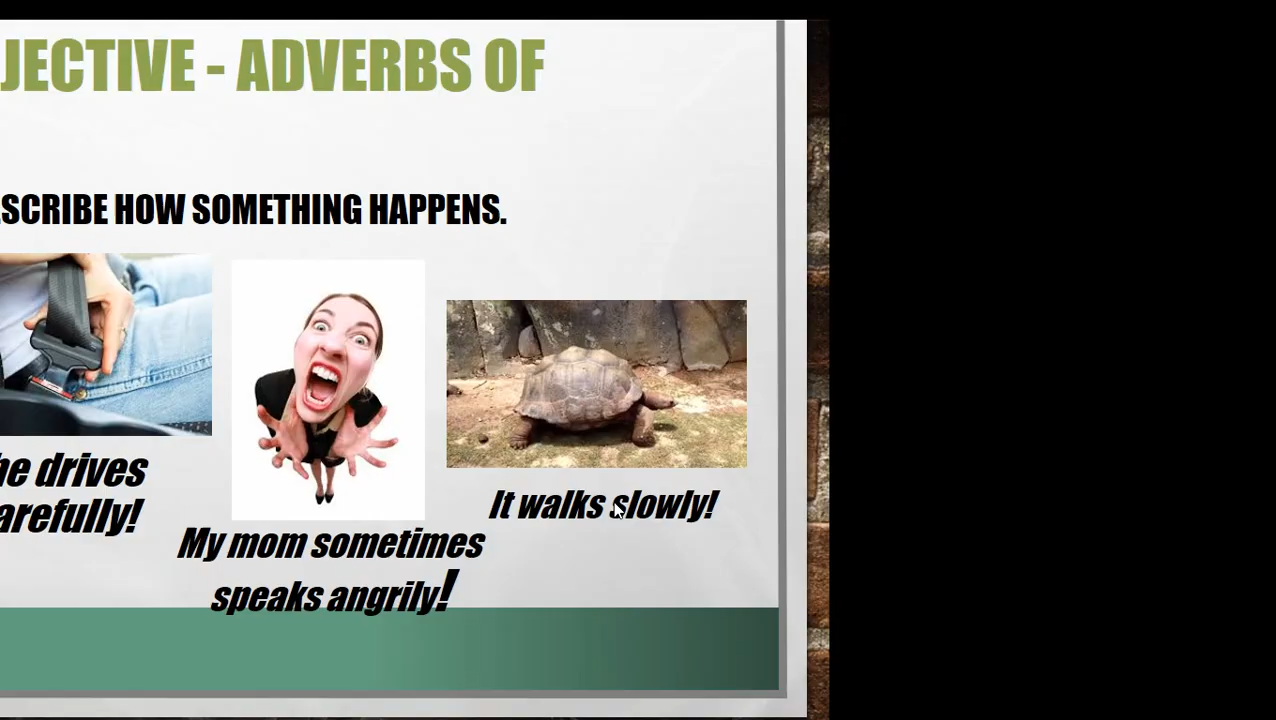 JECTIVE - ADVERBS OF
SCRIBE HOW SOMETHING HAPPENS.
he drives
arefully!
My mom sometimes
speaks angrily!
It walks slowly!